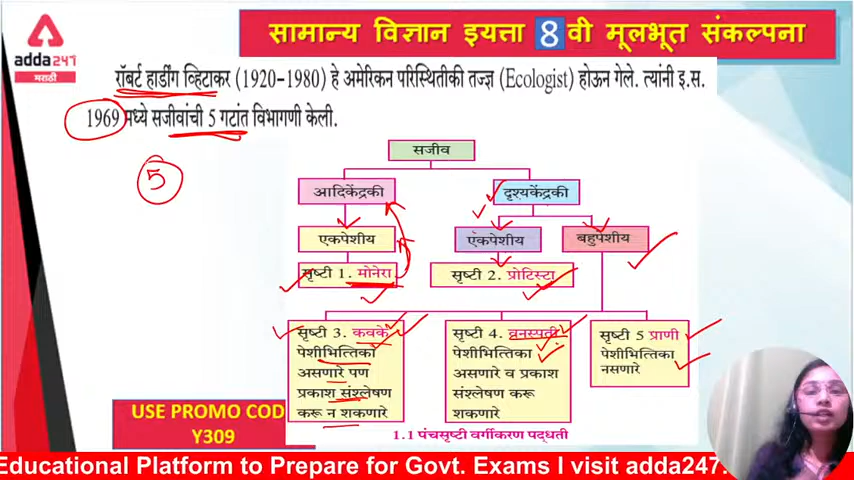 adda247
मराठी
सामान्य विज्ञान इयत्ता 8 वी मूलभूत संकल्पना
रॉबर्ट हार्डींग व्हिटाकर (1920-1980) हे अमेरिकन परिस्थितीकी तज्ज्ञ (Ecologist) होऊन गेले. त्यांनी इ.स.
1969 मध्ये सजीवांची 5 गटांत विभागणी केली.
5
सजीव
आदिकेंद्रकी
दृश्यकेंद्रकी
एकपेशीय
एकपेशीय
बहुपेशीय
सृष्टी 1. मोनेरा
सृष्टी 2. प्रोटिस्टा
सृष्टी 3. कवके
पेशीभित्तिका
असणारे पण
प्रकाश संश्लेषण
करू न शकणारे
सृष्टी 4. वनस्पती
पेशीभित्तिका
असणारे व प्रकाश
संश्लेषण करू
शकणारे
सृष्टी 5 प्राणी
पेशीभित्तिका
नसणारे
1.1 पंचसृष्टी वर्गीकरण पद्धती
USE PROMO COD
Y309
Educational Platform to Prepare for Govt. Exams I visit adda247.